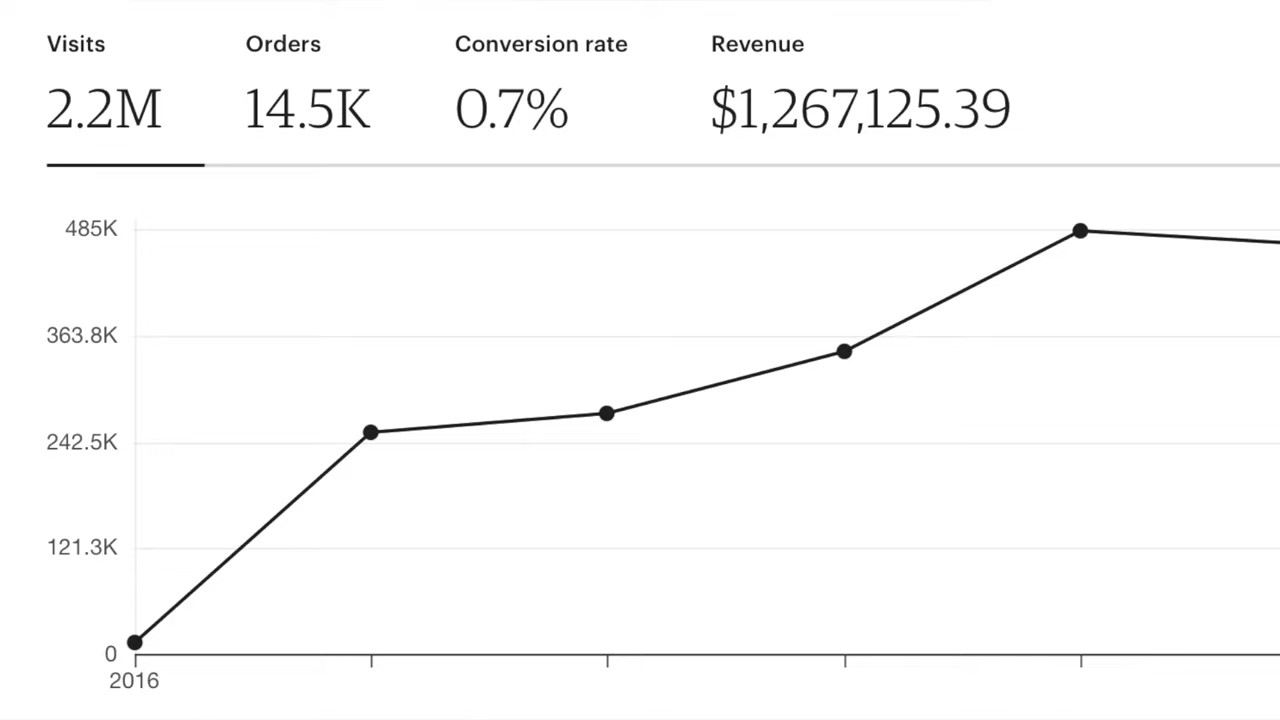 Visits Orders Conversion rate Revenue
2.2M 14.5K 0.7% $1,267,125.39
485K
363.8K
242.5K
121.3K
0
2016